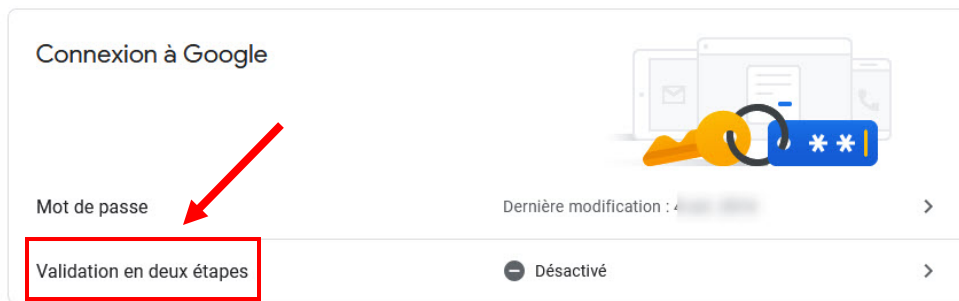 Connexion à Google
**
Mot de passe
Dernière modification :
Validation en deux étapes
Désactivé